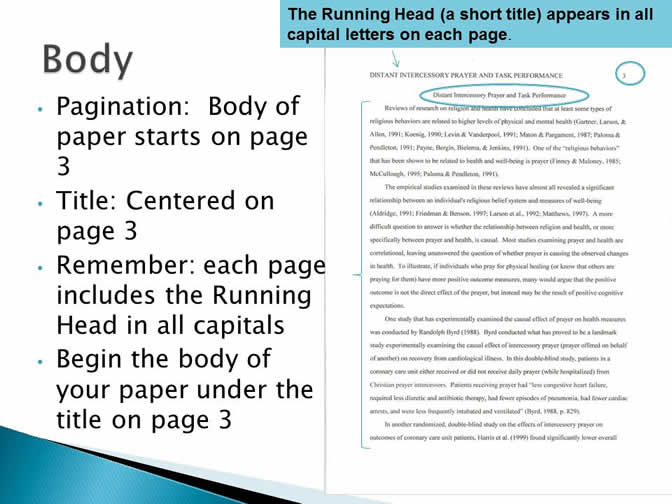 The Running Head (a short title) appears in all
capital letters on each page.
Body
• Pagination: Body of
paper starts on page
3
• Title: Centered on
page 3
• Remember: each page
includes the Running
Head in all capitals
• Begin the body of
your paper under the
title on page 3
DISTANT INTERCESSORY PRAYER AND TASK PERFORMANCE 3
Distant Intercessory Prayer and Task Performance
Reviews of research on religion and health have concluded that at least some types of
religious behaviors are related to higher levels of physical and mental health (Gartner, Larson, &
Allen, 1991; Koenig, 1990; Levin & Vanderpool, 1991; Maton & Pargament, 1987; Paloma &
Pendleton, 1991; Payne, Bergin, Bielema, & Jenkins, 1991). One of the "religious behaviors"
that has been shown to be related to health and well-being is prayer (Finney & Maloney, 1985;
McCullough, 1995; Paloma & Pendleton, 1991).
The empirical studies examined in these reviews have almost all revealed a significant
relationship between an individual's religious belief system and measures of well-being
(Aldridge, 1991; Friedman & Benson, 1997; Larson et al., 1992; Matthews, 1997). A more
difficult question to answer is whether the relationship between religion and health, or more
specifically between prayer and health, is causal. Most studies examining prayer and health are
correlational, leaving unanswered the question of whether prayer is causing the observed changes
in health. To illustrate, if individuals who pray for physical healing (or know that others are
praying for them) have more positive outcome measures, many would argue that the positive
outcome is not the direct effect of the prayer, but instead may be the result of positive cognitive
expectations.
One study that has experimentally examined the causal effect of prayer on health measures
was conducted by Randolph Byrd (1988). Byrd conducted what has proved to be a landmark
study experimentally examining the causal effect of intercessory prayer (prayer offered on behalf
of another) on recovery from cardiological illness. In this double-blind study, patients in a
coronary care unit either received or did not receive daily prayer (while hospitalized) from
Christian prayer intercessors. Patients receiving prayer had "less congestive heart failure,
required less diuretic and antibiotic therapy, had fewer episodes of pneumonia, had fewer cardiac
arrests, and were less frequently intubated and ventilated" (Byrd, 1988, p. 829).
In another randomized, double-blind study on the effects of intercessory prayer on
outcomes of coronary care unit patients, Harris et al. (1999) found significantly lower overall